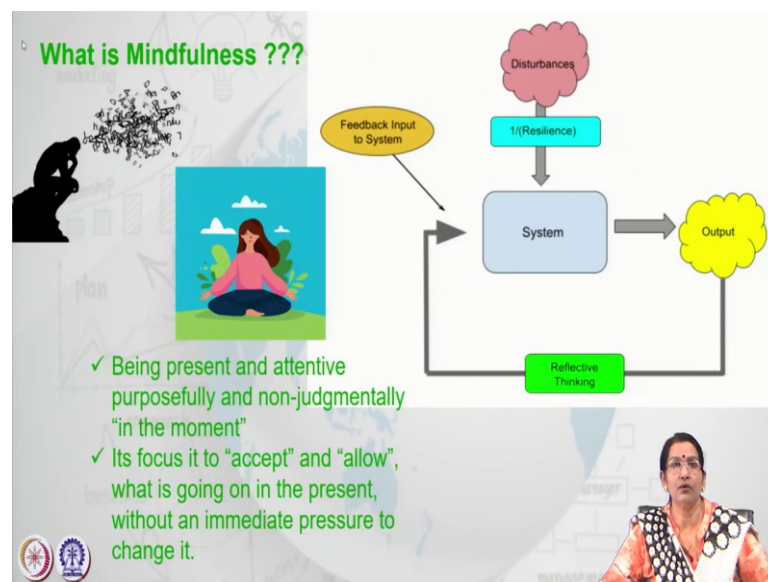 What is Mindfulness ???
Disturbances
1/(Resilience)
Feedback Input
to System
System
Output
Reflective
Thinking
✓ Being present and attentive
purposefully and non-judgmentally
“in the moment”
✓ Its focus it to “accept” and “allow”,
what is going on in the present,
without an immediate pressure to
change it.
plan